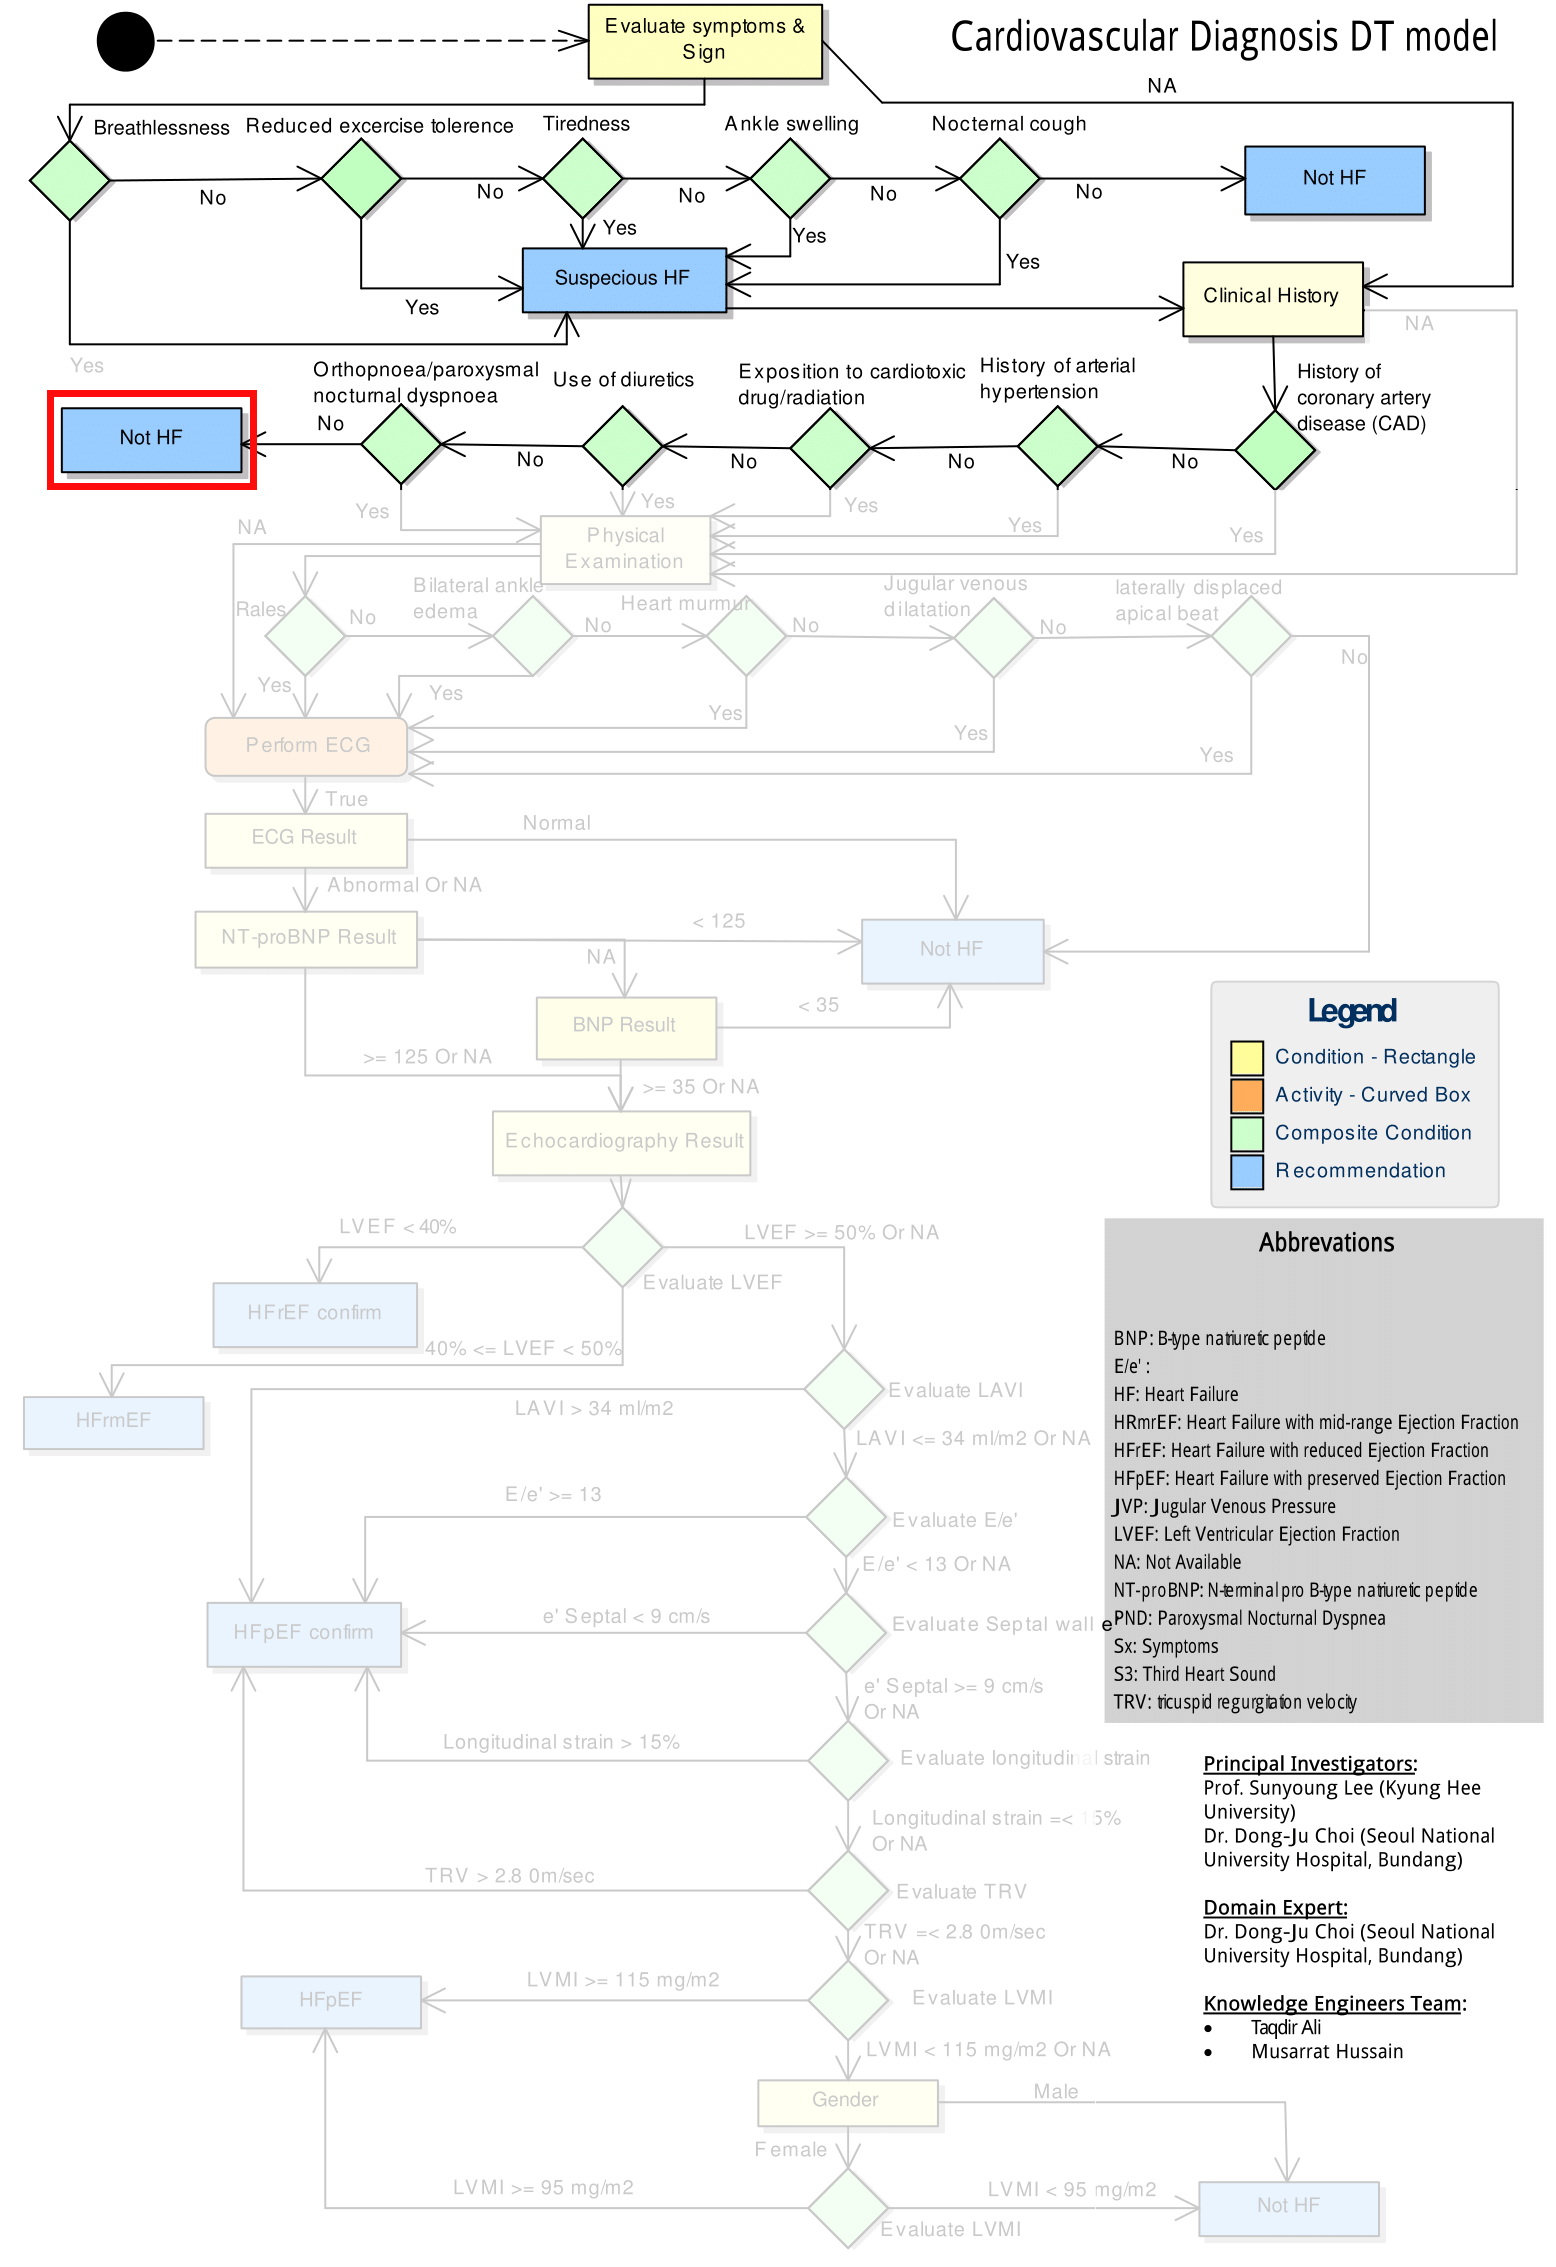 Cardiovascular Diagnosis DT model
Evaluate symptoms &
Sign
NA
Breathlessness
Reduced excercise tolerence
Tiredness
Ankle swelling
Nocternal cough
No
No
No
No
No
Not HF
Yes
Yes
Yes
Yes
Yes
Suspecious HF
Clinical History
NA
Orthopnoea/paroxysmal
nocturnal dyspnoea
Use of diuretics
Exposition to cardiotoxic
drug/radiation
History of arterial
hypertension
History of
coronary artery
disease (CAD)
Not HF
No
No
No
No
No
Yes
Yes
Yes
Yes
Yes
NA
Physical
Examination
Rales
Bilateral ankle
edema
Heart murmur
Jugular venous
dilatation
laterally displaced
apical beat
No
No
No
No
No
Yes
Yes
Yes
Yes
Yes
Perform ECG
True
ECG Result
Normal
Abnormal Or NA
NT-proBNP Result
< 125
NA
Not HF
BNP Result
< 35
>= 125 Or NA
>= 35 Or NA
Echocardiography Result
LVEF < 40%
LVEF >= 50% Or NA
Evaluate LVEF
HFrEF confirm
40% <= LVEF < 50%
HFrmEF
Evaluate LAVI
LAVI > 34 ml/m2
LAVI <= 34 ml/m2 Or NA
E/e' >= 13
Evaluate E/e'
E/e' < 13 Or NA
HFpEF confirm
e' Septal < 9 cm/s
Evaluate Septal wall e'
e' Septal >= 9 cm/s
Or NA
Longitudinal strain > 15%
Evaluate longitudinal strain
Longitudinal strain =< 15%
Or NA
TRV > 2.8 0m/sec
Evaluate TRV
TRV =< 2.8 0m/sec
Or NA
HFpEF
LVMI >= 115 mg/m2
Evaluate LVMI
LVMI < 115 mg/m2 Or NA
Gender
Male
Female
LVMI >= 95 mg/m2
LVMI < 95 mg/m2
Evaluate LVMI
Not HF
Legend
Condition - Rectangle
Activity - Curved Box
Composite Condition
Recommendation
Abbrevations
BNP: B-type natriuretic peptide
E/e' :
HF: Heart Failure
HRmrEF: Heart Failure with mid-range Ejection Fraction
HFrEF: Heart Failure with reduced Ejection Fraction
HFpEF: Heart Failure with preserved Ejection Fraction
JVP: Jugular Venous Pressure
LVEF: Left Ventricular Ejection Fraction
NA: Not Available
NT-proBNP: N-terminal pro B-type natriuretic peptide
PND: Paroxysmal Nocturnal Dyspnea
Sx: Symptoms
S3: Third Heart Sound
TRV: tricuspid regurgitation velocity
Principal Investigators:
Prof. Sunyoung Lee (Kyung Hee
University)
Dr. Dong-Ju Choi (Seoul National
University Hospital, Bundang)
Domain Expert:
Dr. Dong-Ju Choi (Seoul National
University Hospital, Bundang)
Knowledge Engineers Team:
• Taqdir Ali
• Musarrat Hussain